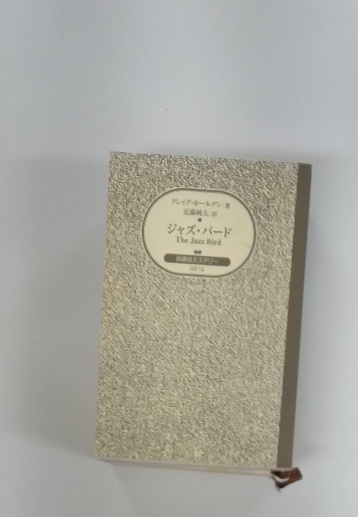 クレイグ・ホールデン/著
近藤純夫/訳
ジャズ・バード
The Jazz Bird
扶桑社ミステリー